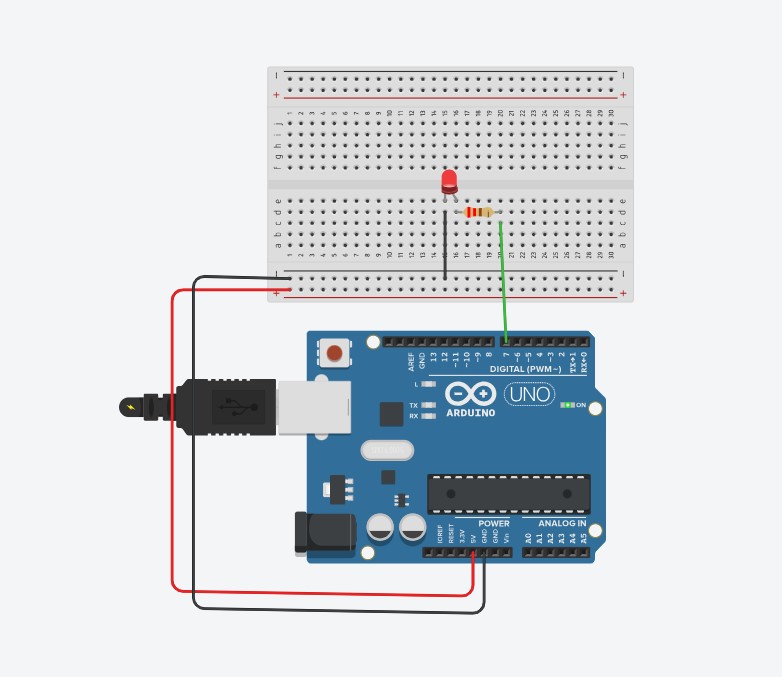 − −
+ +
1 2 3 4 5 6 7 8 9 10 11 12 13 14 15 16 17 18 19 20 21 22 23 24 25 26 27 28 29 30
j j
i i
h h
g g
f f
e e
d d
c c
b b
a a
1 2 3 4 5 6 7 8 9 10 11 12 13 14 15 16 17 18 19 20 21 22 23 24 25 26 27 28 29 30
− −
+ +
AREF GND 13 12 ~11 ~10 ~9 8 7 ~6 ~5 4 ~3 2 TX→1 RX←0
DIGITAL (PWM~)
L
TX
RX
ARDUINO
UNO
ON
POWER ANALOG IN
IOREF RESET 3.3V 5V GND GND Vin A0 A1 A2 A3 A4 A5